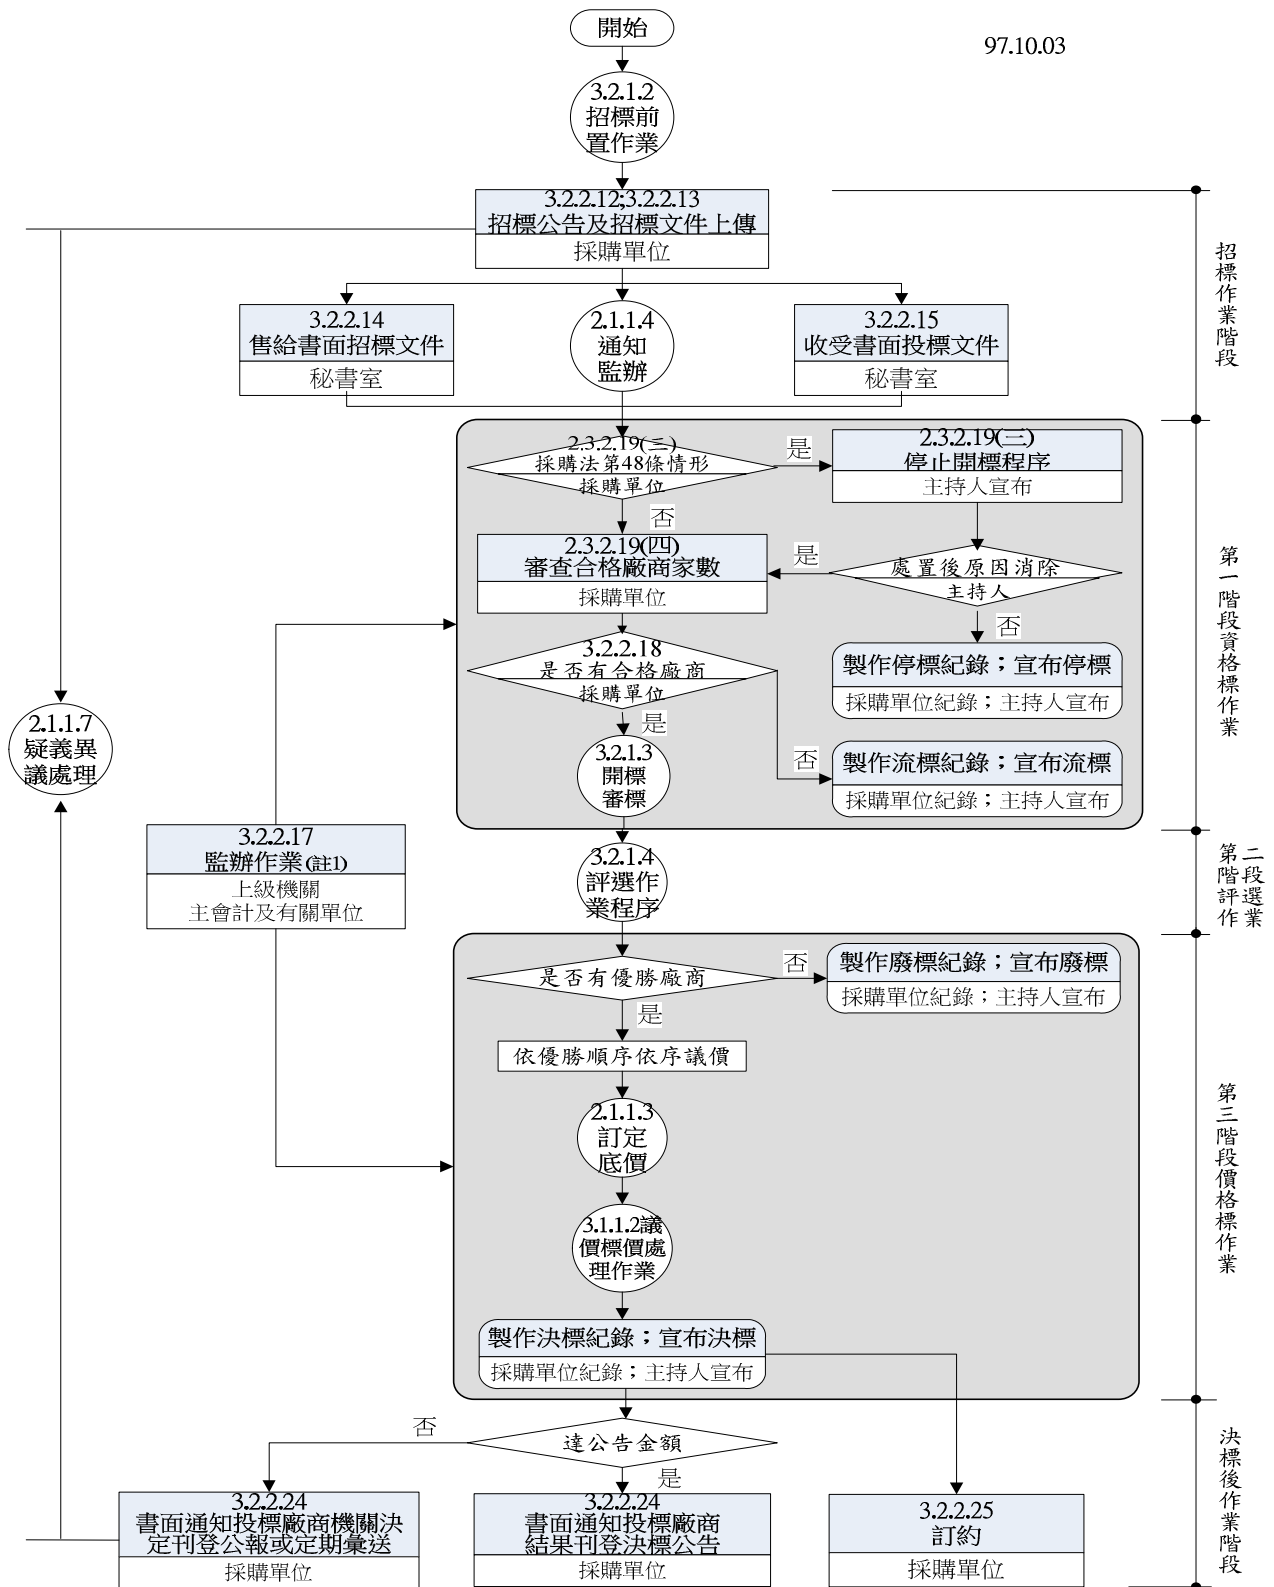 開始
97.10.03
3.2.1.2
招標前
置作業
3.2.2.12;3.2.2.13
招標公告及招標文件上傳
採購單位
招標作業階段
3.2.2.14
售給書面招標文件
秘書室
2.1.1.4
通知
監辦
3.2.2.15
收受書面投標文件
秘書室
2.3.2.19(三)
採購法第48條情形
採購單位
是
2.3.2.19(三)
停止開標程序
主持人宣布
否
2.3.2.19(四)
審查合格廠商家數
採購單位
是
處置後原因消除
主持人
否
第一階段資格標作業
3.2.2.18
是否有合格廠商
採購單位
製作停標紀錄；宣布停標
採購單位紀錄；主持人宣布
是
2.1.1.7
疑義異
議處理
3.2.1.3
開標
審標
否
製作流標紀錄；宣布流標
採購單位紀錄；主持人宣布
3.2.2.17
監辦作業(註1)
上級機關
主會計及有關單位
3.2.1.4
評選作
業程序
第二
階段
評選
作業
是否有優勝廠商
否
製作廢標紀錄；宣布廢標
採購單位紀錄；主持人宣布
是
依優勝順序依序議價
2.1.1.3
訂定
底價
第三階段價格標作業
3.1.1.2議
價標價處
理作業
製作決標紀錄；宣布決標
採購單位紀錄；主持人宣布
否
達公告金額
是
決標後作業階段
3.2.2.24
書面通知投標廠商機關決
定刊登公報或定期彙送
採購單位
3.2.2.24
書面通知投標廠商
結果刊登決標公告
採購單位
3.2.2.25
訂約
採購單位